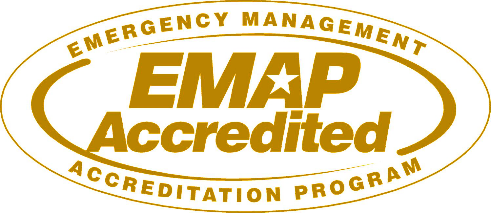 EMERGENCY MANAGEMENT
EMAP
Accredited
ACCREDITATION PROGRAM